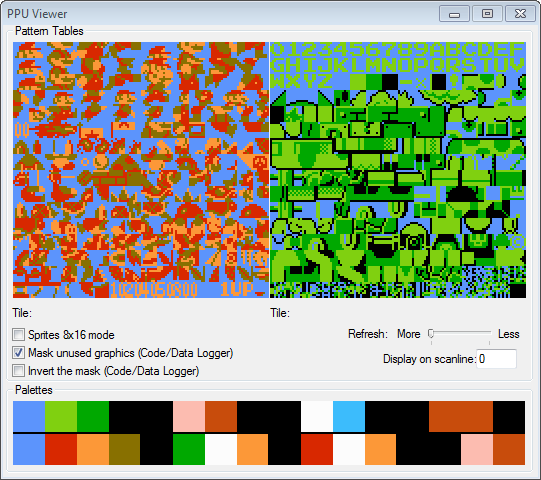 PPU Viewer
Pattern Tables
0123456789ABCDEF
GHIJKLMNOPQRSTUV
WXYZ
1UP
Tile:
Tile:
Sprites 8x16 mode
Refresh: More Less
Mask unused graphics (Code/Data Logger)
Display on scanline: 0
Invert the mask (Code/Data Logger)
Palettes